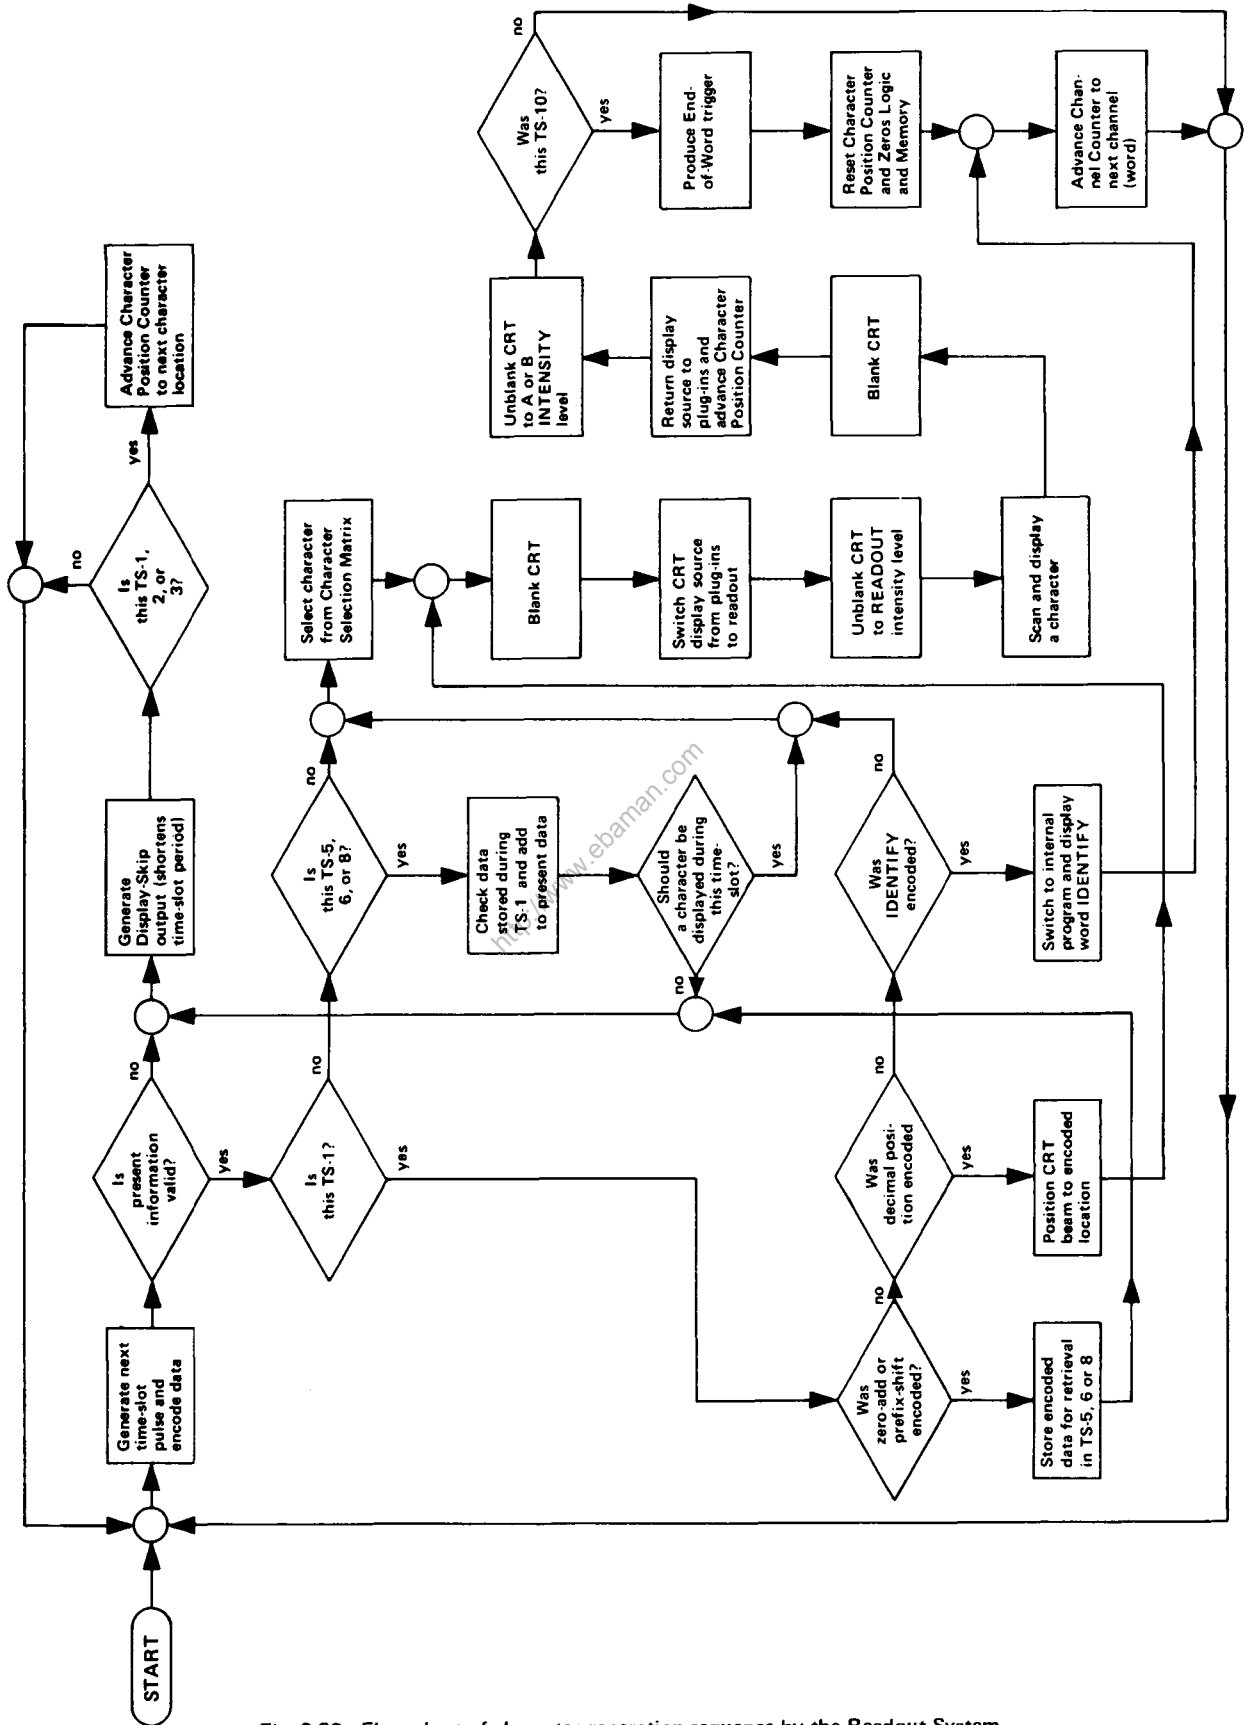 START
Generate next
time-slot
pulse and
encode data
Is
present
information
valid?
no
yes
Generate
Display-Skip
output (shortens
time-slot period)
Is
this TS-1,
2, or
3?
no
yes
Advance Character
Position Counter
to next character
location
Is
this TS-1?
no
yes
Is
this TS-5,
6, or 8?
no
yes
Select character
from Character
Selection Matrix
Check data
stored during
TS-1 and add
to present data
Should
a character be
displayed during
this time-
slot?
no
yes
Was
zero-add or
prefix-shift
encoded?
no
yes
Store encoded
data for retrieval
in TS-5, 6 or 8
Was
decimal posi-
tion encoded
no
yes
Position CRT
beam to encoded
location
Was
IDENTIFY
encoded?
no
yes
Switch to internal
program and display
word IDENTIFY
Blank CRT
Switch CRT
display source
from plug-ins
to readout
Unblank CRT
to READOUT
intensity level
Scan and display
a character
Blank CRT
Return display
source to
plug-ins and
advance Character
Position Counter
Unblank CRT
to A or B
INTENSITY
level
Was
this TS-10?
no
yes
Produce End-
of-Word trigger
Reset Character
Position Counter
and Zeros Logic
and Memory
Advance Chan-
nel Counter to
next channel
(word)
http://www.ebaman.com